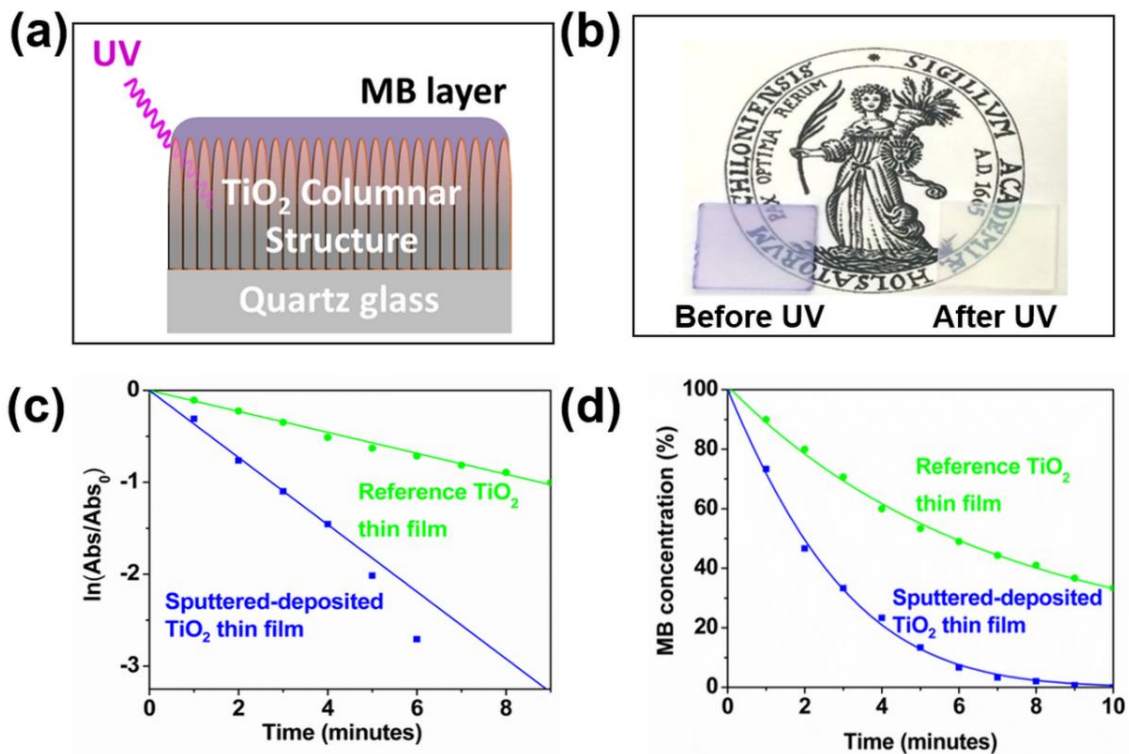 (a)
UV
MB layer
TiO₂ Columnar
Structure
Quartz glass
(b)
SIGILLVM ACADEMIÆ HOLSATORVM CHILONIENSIS *
PAX OPTIMA RERUM
A.D. 1665
Before UV
After UV
(c)
ln(Abs/Abs₀)
0
-1
-2
-3
Reference TiO₂
thin film
Sputtered-deposited
TiO₂ thin film
0 2 4 6 8
Time (minutes)
(d)
MB concentration (%)
100
80
60
40
20
0
Reference TiO₂
thin film
Sputtered-deposited
TiO₂ thin film
0 2 4 6 8 10
Time (minutes)